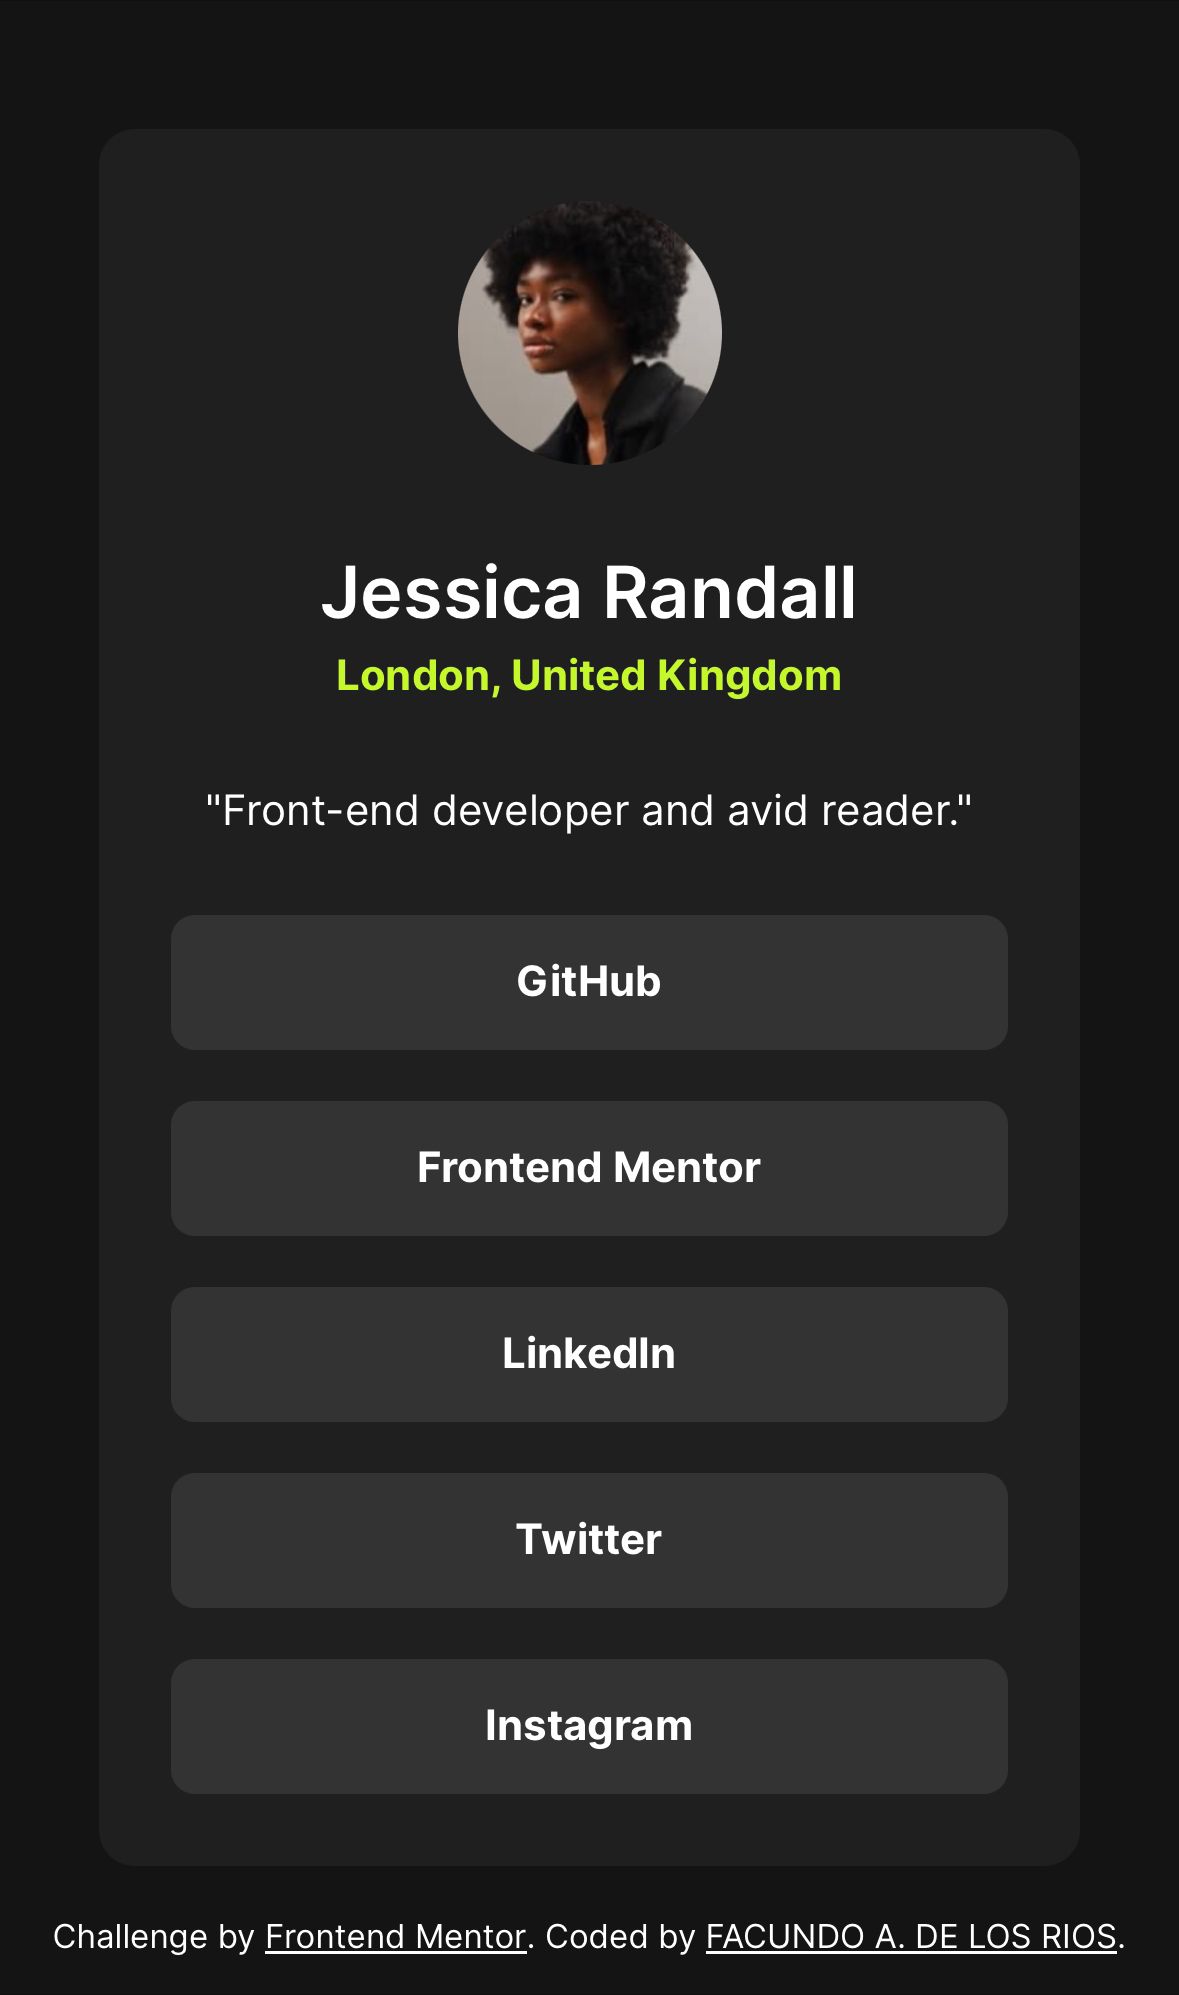 Jessica Randall
London, United Kingdom
"Front-end developer and avid reader."
GitHub
Frontend Mentor
LinkedIn
Twitter
Instagram
Challenge by Frontend Mentor. Coded by FACUNDO A. DE LOS RIOS.